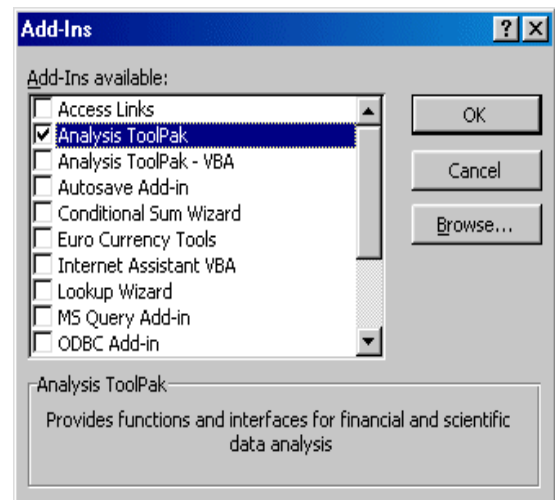 Add-Ins
Add-Ins available:
Access Links
Analysis ToolPak
Analysis ToolPak - VBA
Autosave Add-in
Conditional Sum Wizard
Euro Currency Tools
Internet Assistant VBA
Lookup Wizard
MS Query Add-in
ODBC Add-in
OK
Cancel
Browse...
Analysis ToolPak
Provides functions and interfaces for financial and scientific
data analysis